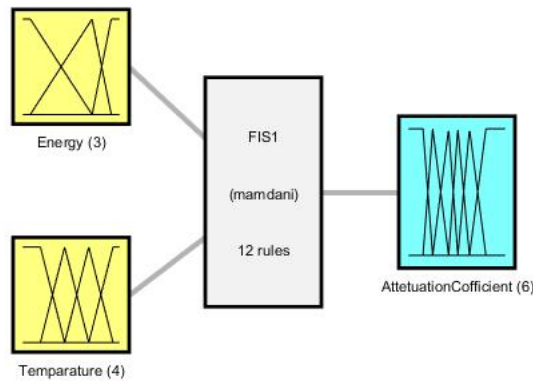 Energy (3)
FIS1
(mamdani)
12 rules
AttetuationCofficient (6)
Temparature (4)